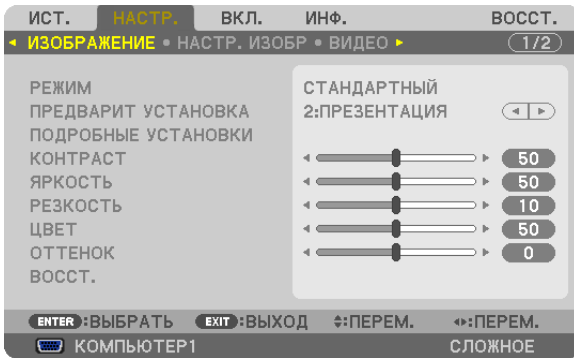 ИСТ. НАСТР. ВКЛ. ИНФ. ВОССТ.
ИЗОБРАЖЕНИЕ • НАСТР. ИЗОБР • ВИДЕО 1/2
РЕЖИМ СТАНДАРТНЫЙ
ПРЕДВАРИТ УСТАНОВКА 2:ПРЕЗЕНТАЦИЯ
ПОДРОБНЫЕ УСТАНОВКИ
КОНТРАСТ 50
ЯРКОСТЬ 50
РЕЗКОСТЬ 10
ЦВЕТ 50
ОТТЕНОК 0
ВОССТ.
ENTER:ВЫБРАТЬ EXIT:ВЫХОД :ПЕРЕМ. :ПЕРЕМ.
КОМПЬЮТЕР1 СЛОЖНОЕ